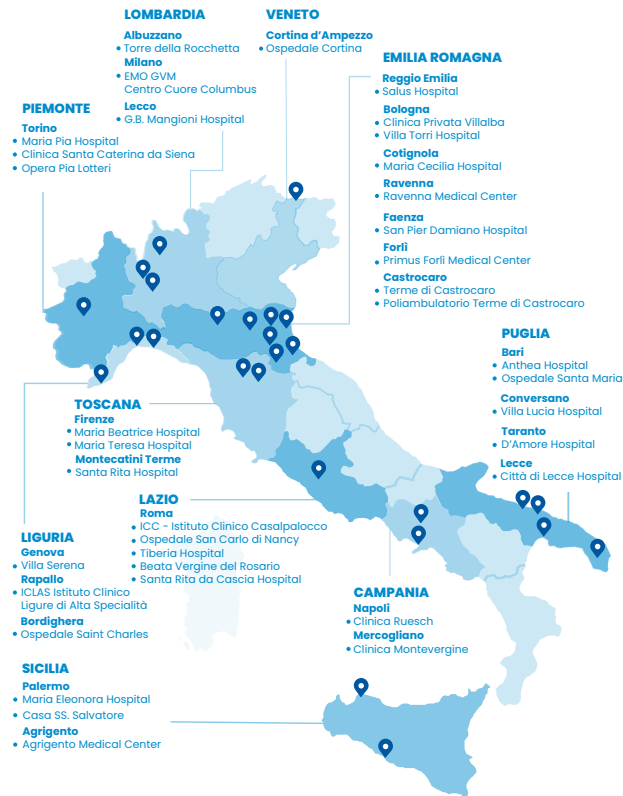 LOMBARDIA
Albuzzano
• Torre della Rocchetta
Milano
• EMO GVM
Centro Cuore Columbus
Lecco
• G.B. Mangioni Hospital
VENETO
Cortina d'Ampezzo
• Ospedale Cortina
EMILIA ROMAGNA
Reggio Emilia
• Salus Hospital
Bologna
• Clinica Privata Villalba
• Villa Torri Hospital
Cotignola
• Maria Cecilia Hospital
Ravenna
• Ravenna Medical Center
Faenza
• San Pier Damiano Hospital
Forlì
• Primus Forlì Medical Center
Castrocaro
• Terme di Castrocaro
• Poliambulatorio Terme di Castrocaro
PIEMONTE
Torino
• Maria Pia Hospital
• Clinica Santa Caterina da Siena
• Opera Pia Lotteri
PUGLIA
Bari
• Anthea Hospital
• Ospedale Santa Maria
Conversano
• Villa Lucia Hospital
Taranto
• D'Amore Hospital
Lecce
• Città di Lecce Hospital
TOSCANA
Firenze
• Maria Beatrice Hospital
• Maria Teresa Hospital
Montecatini Terme
• Santa Rita Hospital
LAZIO
Roma
• ICC - Istituto Clinico Casalpalocco
• Ospedale San Carlo di Nancy
• Tiberia Hospital
• Beata Vergine del Rosario
• Santa Rita da Cascia Hospital
LIGURIA
Genova
• Villa Serena
Rapallo
• ICLAS Istituto Clinico
Ligure di Alta Specialità
Bordighera
• Ospedale Saint Charles
CAMPANIA
Napoli
• Clinica Ruesch
Mercogliano
• Clinica Montevergine
SICILIA
Palermo
• Maria Eleonora Hospital
• Casa SS. Salvatore
Agrigento
• Agrigento Medical Center